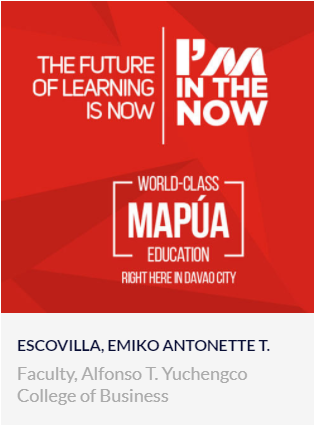 THE FUTURE
OF LEARNING
IS NOW
I'M
IN THE
NOW
WORLD-CLASS
MAPÚA
EDUCATION
RIGHT HERE IN DAVAO CITY
ESCOVILLA, EMIKO ANTONETTE T.
Faculty, Alfonso T. Yuchengco
College of Business